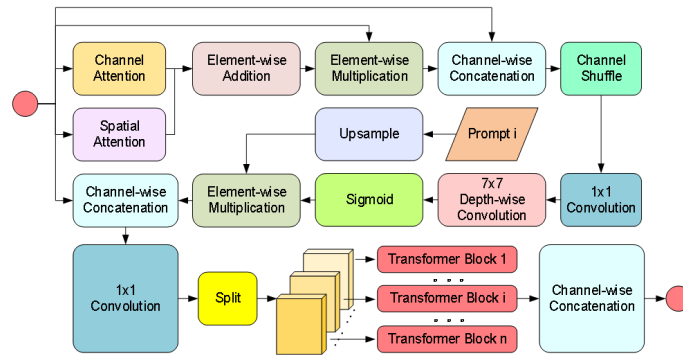 Channel
Attention
Element-wise
Addition
Element-wise
Multiplication
Channel-wise
Concatenation
Channel
Shuffle
Spatial
Attention
Upsample
Prompt i
Channel-wise
Concatenation
Element-wise
Multiplication
Sigmoid
7x7
Depth-wise
Convolution
1x1
Convolution
1x1
Convolution
Split
Transformer Block 1
Transformer Block i
Transformer Block n
Channel-wise
Concatenation